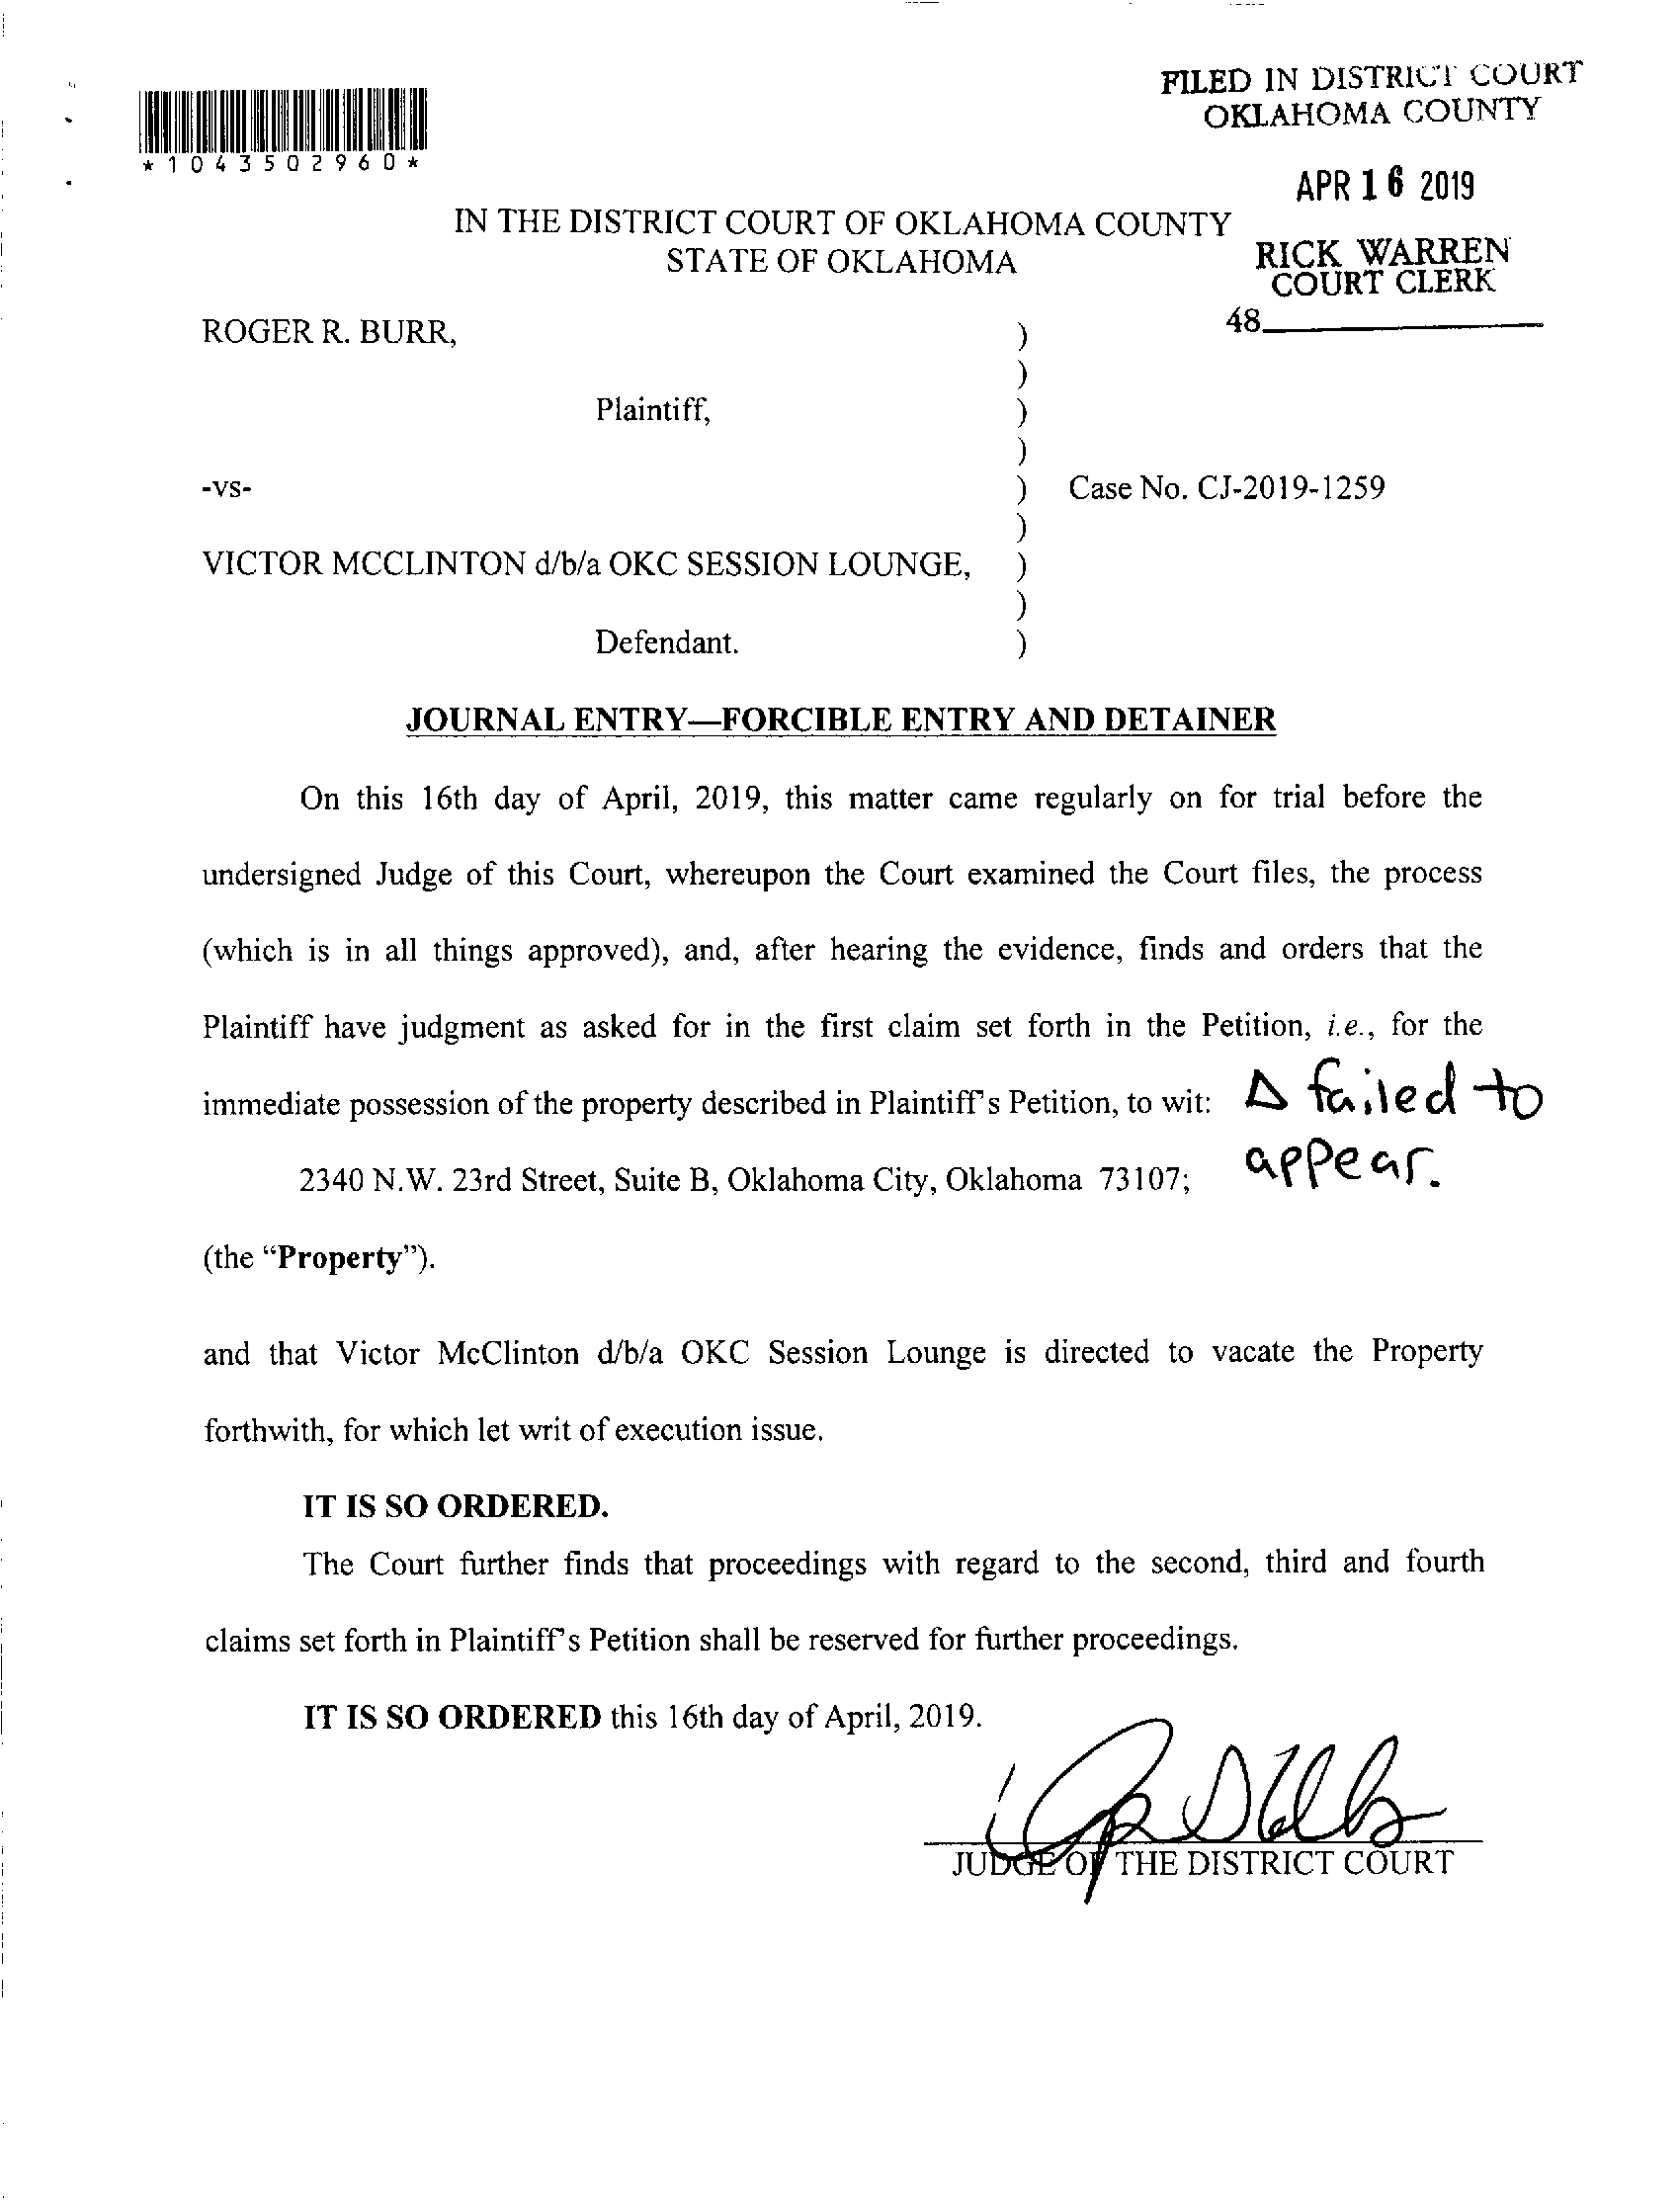 FILED IN DISTRICT COURT
OKLAHOMA COUNTY
*1043502960*
APR 16 2019
IN THE DISTRICT COURT OF OKLAHOMA COUNTY
STATE OF OKLAHOMA
RICK WARREN
COURT CLERK
48
ROGER R. BURR,
Plaintiff,
-vs-
Case No. CJ-2019-1259
VICTOR MCCLINTON d/b/a OKC SESSION LOUNGE,
Defendant.
)
)
)
)
)
)
)
)
)
JOURNAL ENTRY—FORCIBLE ENTRY AND DETAINER
On this 16th day of April, 2019, this matter came regularly on for trial before the
undersigned Judge of this Court, whereupon the Court examined the Court files, the process
(which is in all things approved), and, after hearing the evidence, finds and orders that the
Plaintiff have judgment as asked for in the first claim set forth in the Petition, i.e., for the
immediate possession of the property described in Plaintiff's Petition, to wit:
Δ failed to
appear.
2340 N.W. 23rd Street, Suite B, Oklahoma City, Oklahoma 73107;
(the “Property”).
and that Victor McClinton d/b/a OKC Session Lounge is directed to vacate the Property
forthwith, for which let writ of execution issue.
IT IS SO ORDERED.
The Court further finds that proceedings with regard to the second, third and fourth
claims set forth in Plaintiff's Petition shall be reserved for further proceedings.
IT IS SO ORDERED this 16th day of April, 2019.
JUDGE OF THE DISTRICT COURT